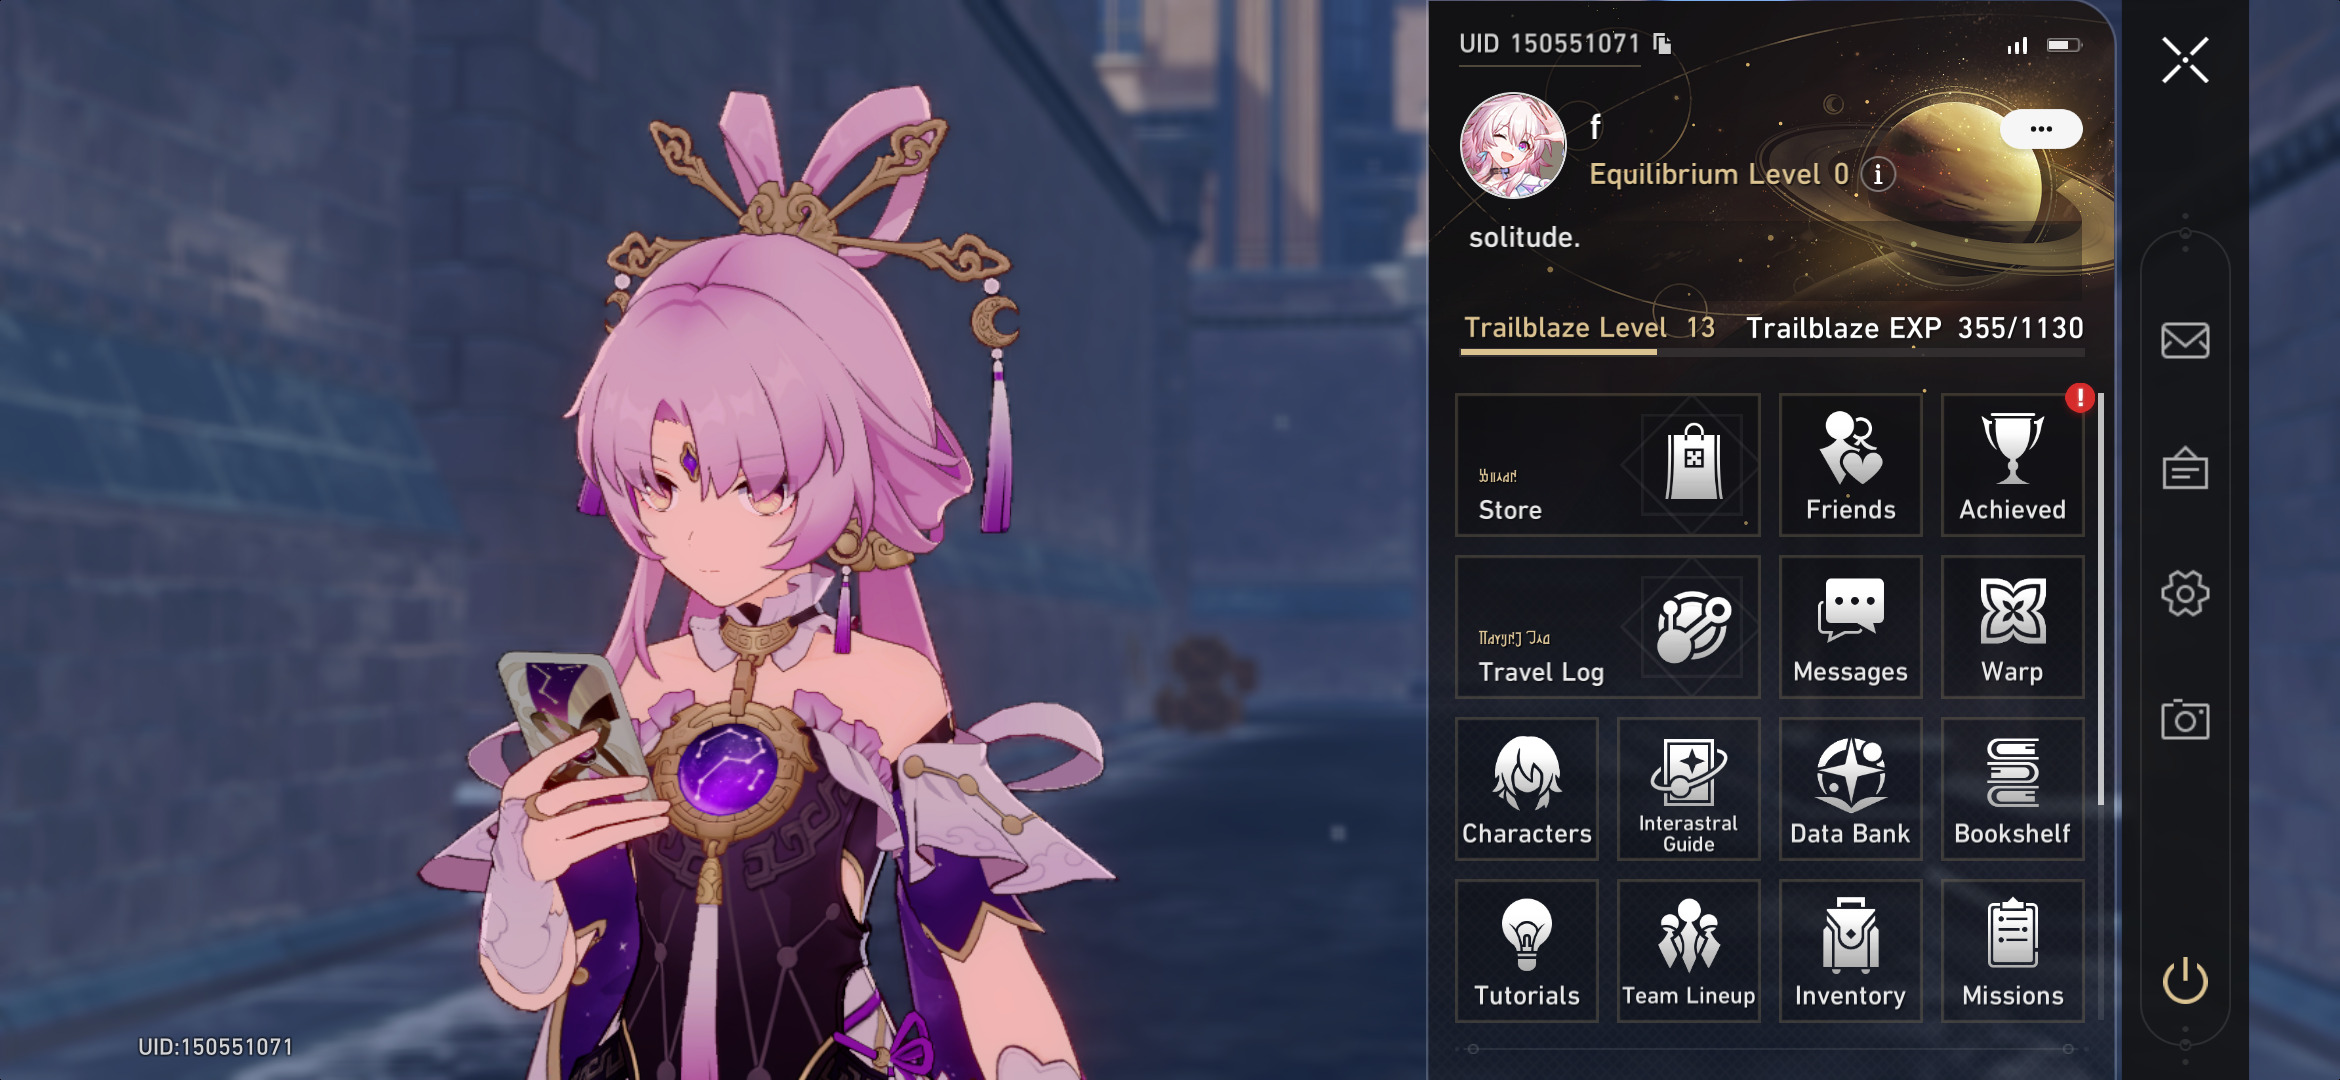 UID 150551071
f
Equilibrium Level 0
solitude.
Trailblaze Level 13 Trailblaze EXP 355/1130
Store
Friends
Achieved
Travel Log
Messages
Warp
Characters
Interastral
Guide
Data Bank
Bookshelf
Tutorials
Team Lineup
Inventory
Missions
UID:150551071